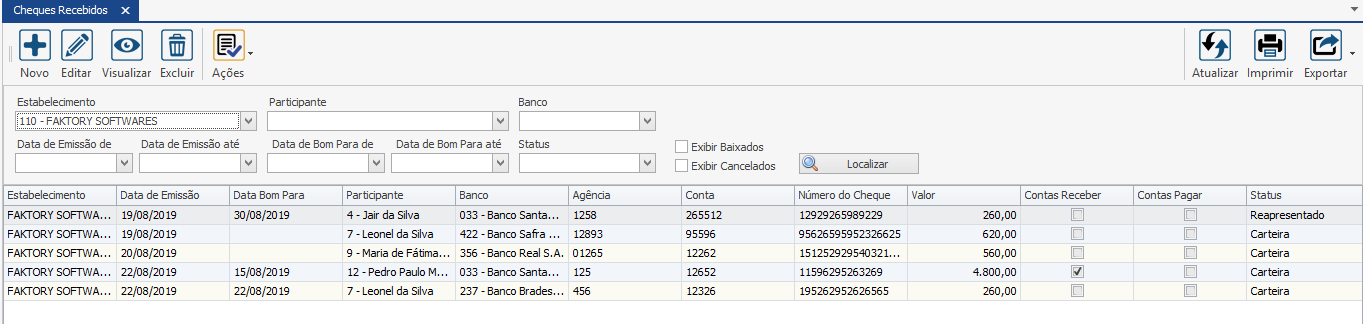 Cheques Recebidos
Novo Editar Visualizar Excluir Ações Atualizar Imprimir Exportar
Estabelecimento Participante Banco
110 - FAKTORY SOFTWARES
Data de Emissão de Data de Emissão até Data de Bom Para de Data de Bom Para até Status
Exibir Baixados
Exibir Cancelados
Localizar
Estabelecimento Data de Emissão Data Bom Para Participante Banco Agência Conta Número do Cheque Valor Contas Receber Contas Pagar Status
FAKTORY SOFTWA... 19/08/2019 30/08/2019 4 - Jair da Silva 033 - Banco Santa... 1258 265512 12929265989229 260,00 Reapresentado
FAKTORY SOFTWA... 19/08/2019 7 - Leonel da Silva 422 - Banco Safra ... 12893 95596 95626595952326625 620,00 Carteira
FAKTORY SOFTWA... 20/08/2019 9 - Maria de Fátima... 356 - Banco Real S.A. 01265 12262 151252929540321... 560,00 Carteira
FAKTORY SOFTWA... 22/08/2019 15/08/2019 12 - Pedro Paulo M... 033 - Banco Santa... 125 12652 11596295263269 4.800,00 Carteira
FAKTORY SOFTWA... 22/08/2019 22/08/2019 7 - Leonel da Silva 237 - Banco Brades... 456 12326 195262952626565 260,00 Carteira